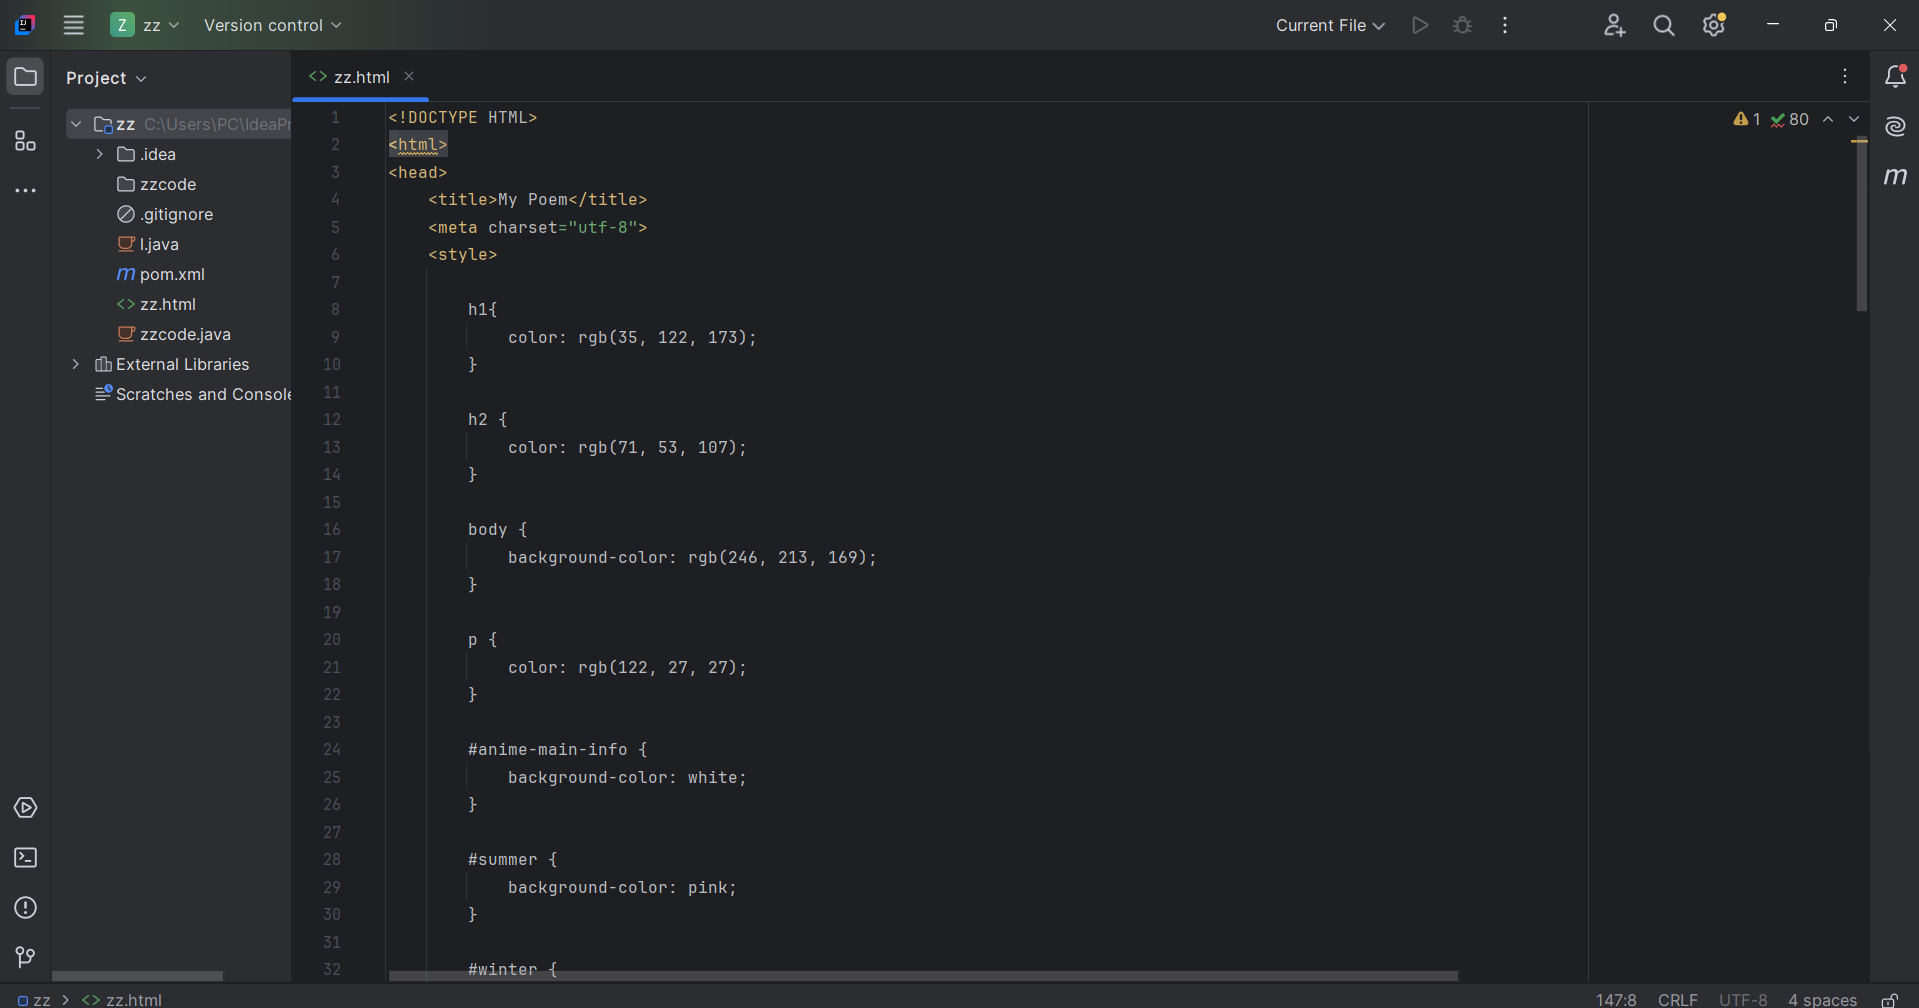 Z zz Version control
Current File
Project
zz C:\Users\PC\IdeaPr
.idea
zzcode
.gitignore
I.java
m pom.xml
zz.html
zzcode.java
External Libraries
Scratches and Console
zz.html
1 80
m
1 <!DOCTYPE HTML>
2 <html>
3 <head>
4 <title>My Poem</title>
5 <meta charset="utf-8">
6 <style>
7
8 h1{
9 color: rgb(35, 122, 173);
10 }
11
12 h2 {
13 color: rgb(71, 53, 107);
14 }
15
16 body {
17 background-color: rgb(246, 213, 169);
18 }
19
20 p {
21 color: rgb(122, 27, 27);
22 }
23
24 #anime-main-info {
25 background-color: white;
26 }
27
28 #summer {
29 background-color: pink;
30 }
31
32 #winter {
zz > zz.html
147:8 CRLF UTF-8 4 spaces